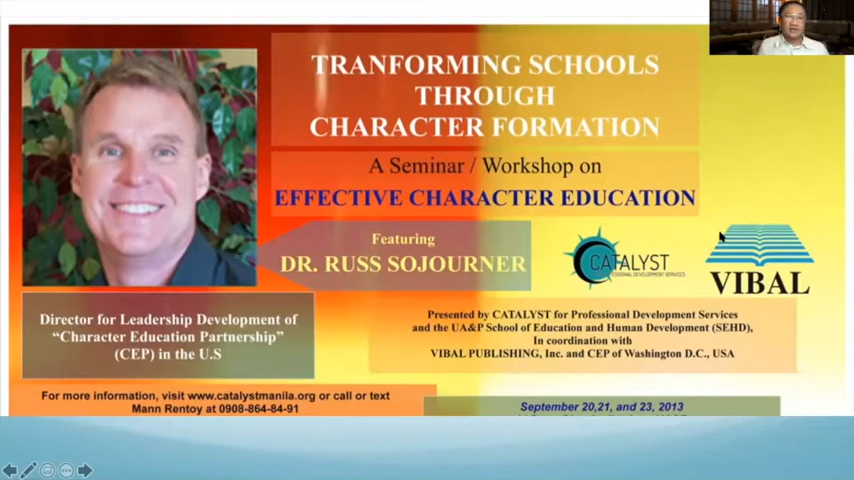 TRANFORMING SCHOOLS
THROUGH
CHARACTER FORMATION
A Seminar / Workshop on
EFFECTIVE CHARACTER EDUCATION
Featuring
DR. RUSS SOJOURNER
CATALYST
PROFESSIONAL DEVELOPMENT SERVICES
VIBAL
Director for Leadership Development of
“Character Education Partnership”
(CEP) in the U.S
Presented by CATALYST for Professional Development Services
and the UA&P School of Education and Human Development (SEHD),
In coordination with
VIBAL PUBLISHING, Inc. and CEP of Washington D.C., USA
For more information, visit www.catalystmanila.org or call or text
Mann Rentoy at 0908-864-84-91
September 20,21, and 23, 2013